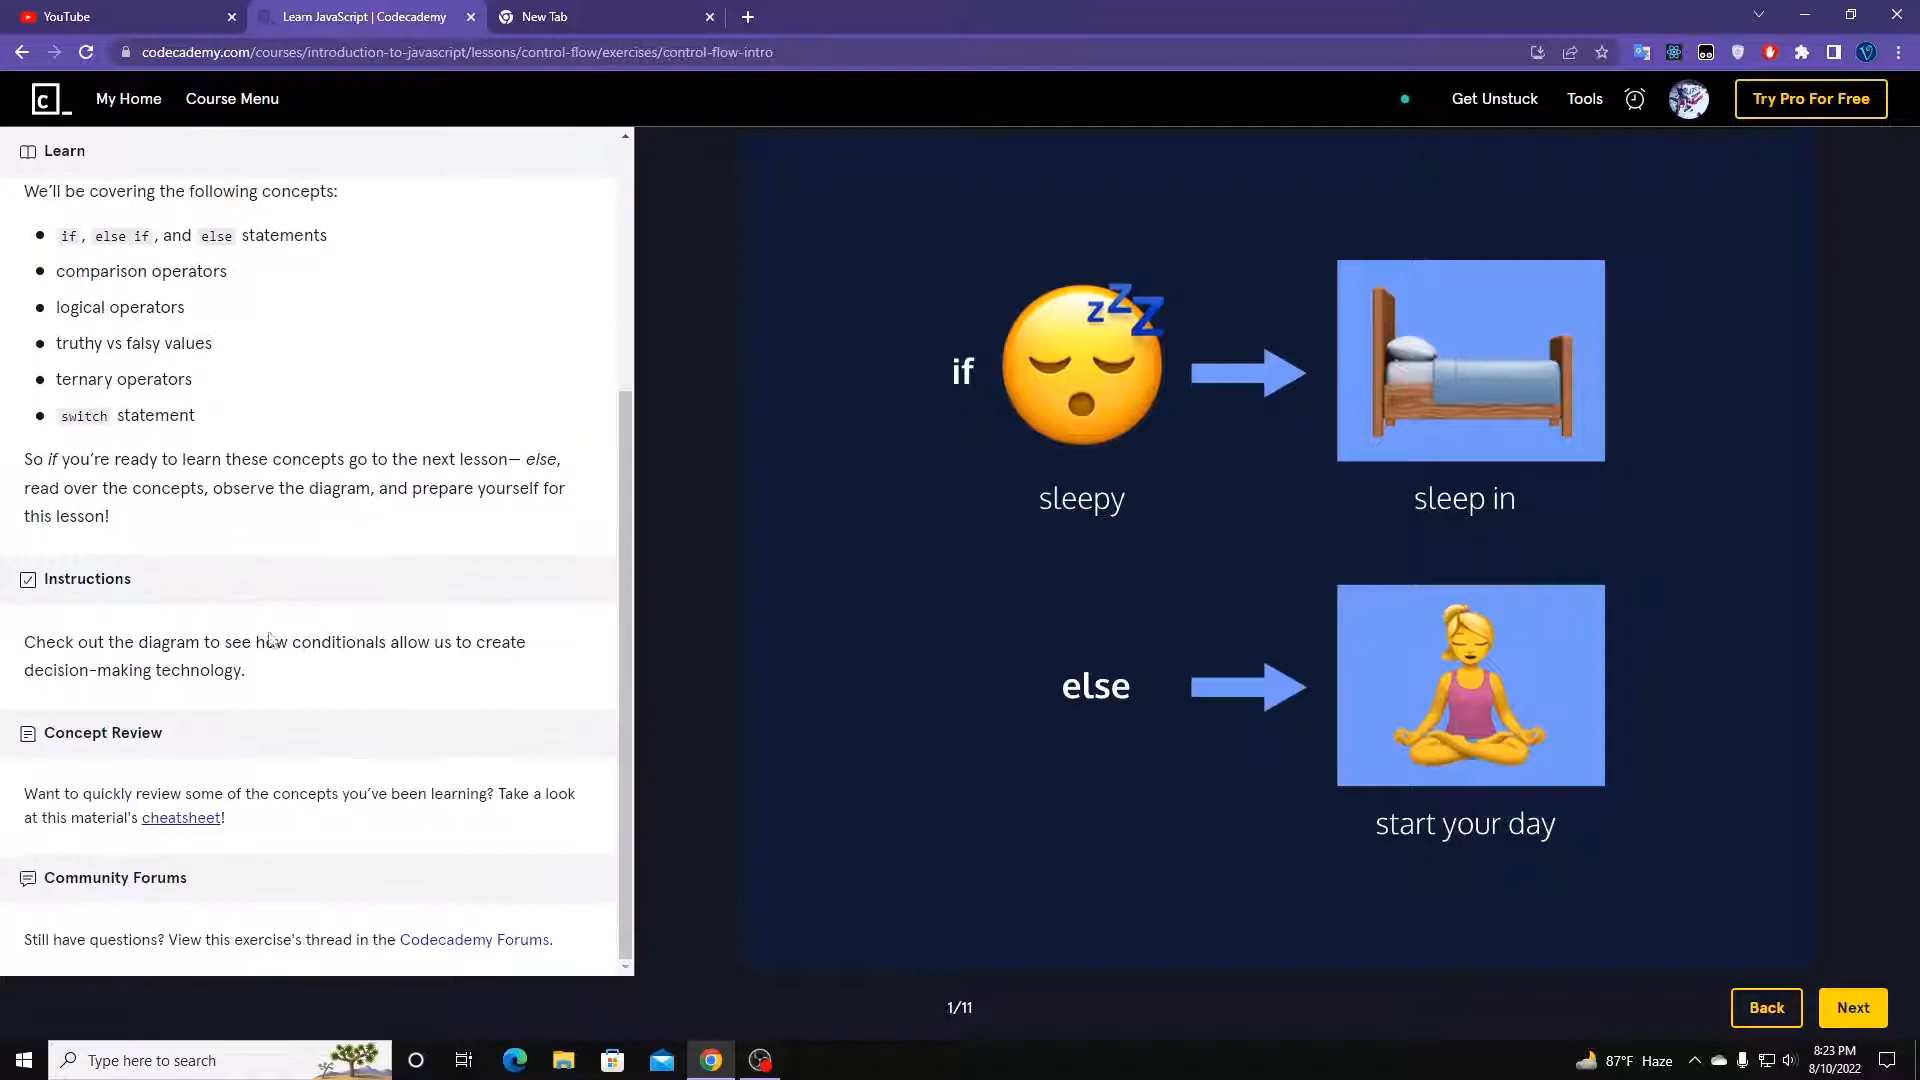 YouTube
Learn JavaScript | Codecademy
New Tab
codecademy.com/courses/introduction-to-javascript/lessons/control-flow/exercises/control-flow-intro
My Home
Course Menu
Get Unstuck
Tools
Try Pro For Free
Learn
We'll be covering the following concepts:
if, else if, and else statements
comparison operators
logical operators
truthy vs falsy values
ternary operators
switch statement
So if you're ready to learn these concepts go to the next lesson— else,
read over the concepts, observe the diagram, and prepare yourself for
this lesson!
Instructions
Check out the diagram to see how conditionals allow us to create
decision-making technology.
Concept Review
Want to quickly review some of the concepts you've been learning? Take a look
at this material's cheatsheet!
Community Forums
Still have questions? View this exercise's thread in the Codecademy Forums.
if
z z Z
sleepy
sleep in
else
start your day
1/11
Back
Next
Type here to search
87°F Haze
8:23 PM
8/10/2022